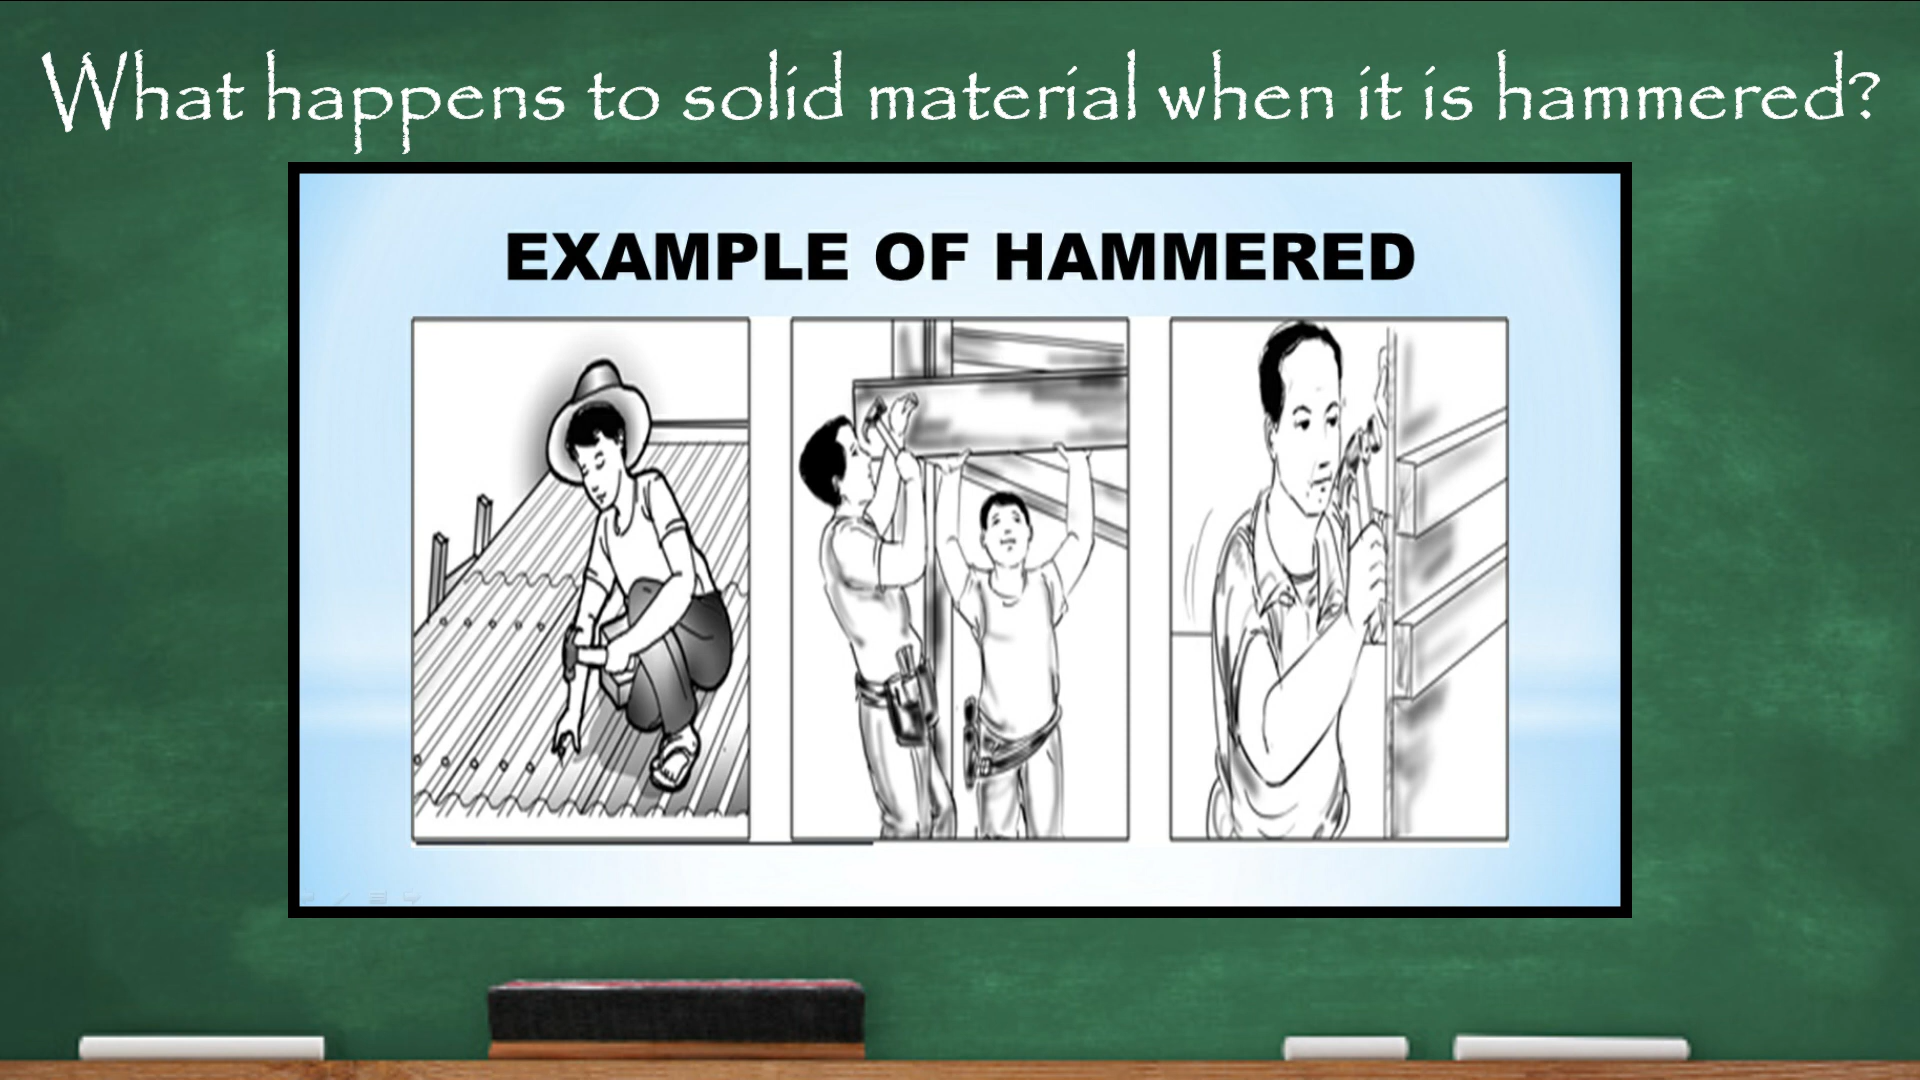 What happens to solid material when it is hammered?
EXAMPLE OF HAMMERED